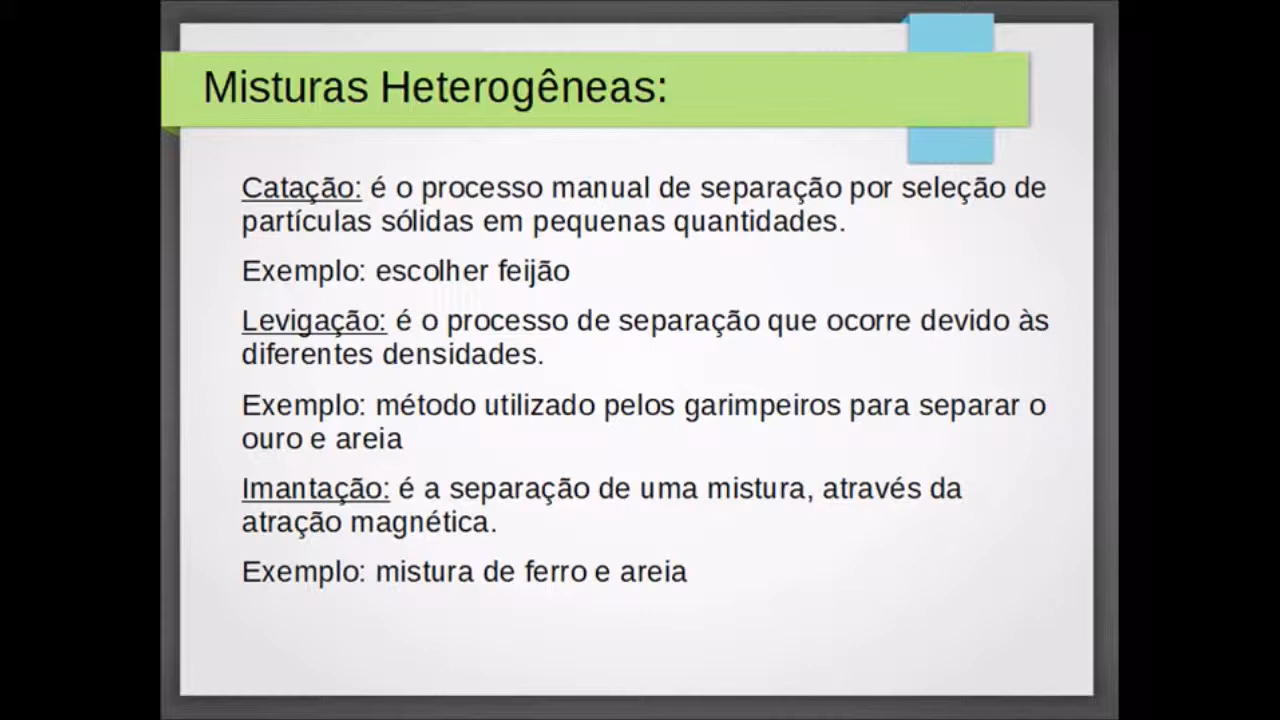 Misturas Heterogêneas:
Catação: é o processo manual de separação por seleção de
partículas sólidas em pequenas quantidades.
Exemplo: escolher feijão
Levigação: é o processo de separação que ocorre devido às
diferentes densidades.
Exemplo: método utilizado pelos garimpeiros para separar o
ouro e areia
Imantação: é a separação de uma mistura, através da
atração magnética.
Exemplo: mistura de ferro e areia